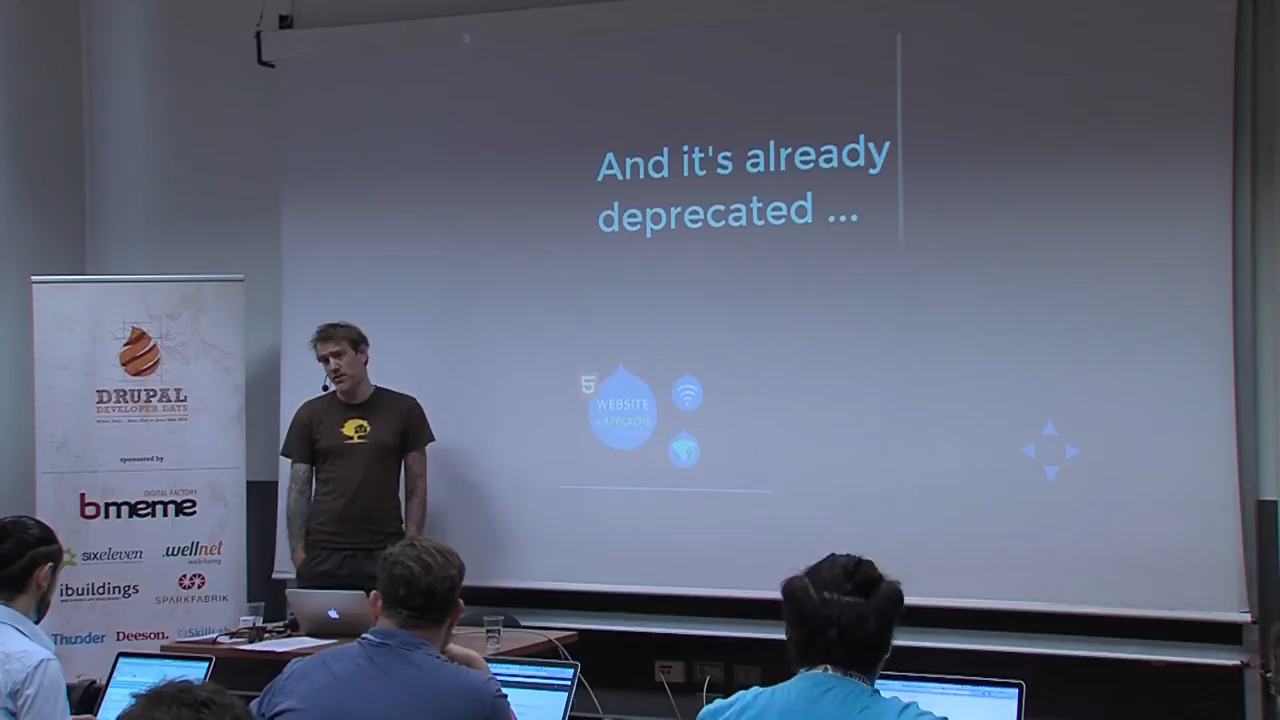 And it's already
deprecated ...
5
WEBSITE
+ APPCACHE
DRUPAL
DEVELOPER DAYS
sponsored by
DIGITAL FACTORY
bmeme
sixeleven
.wellnet
ibuildings
SPARKFABRIK
Thunder
Deeson.